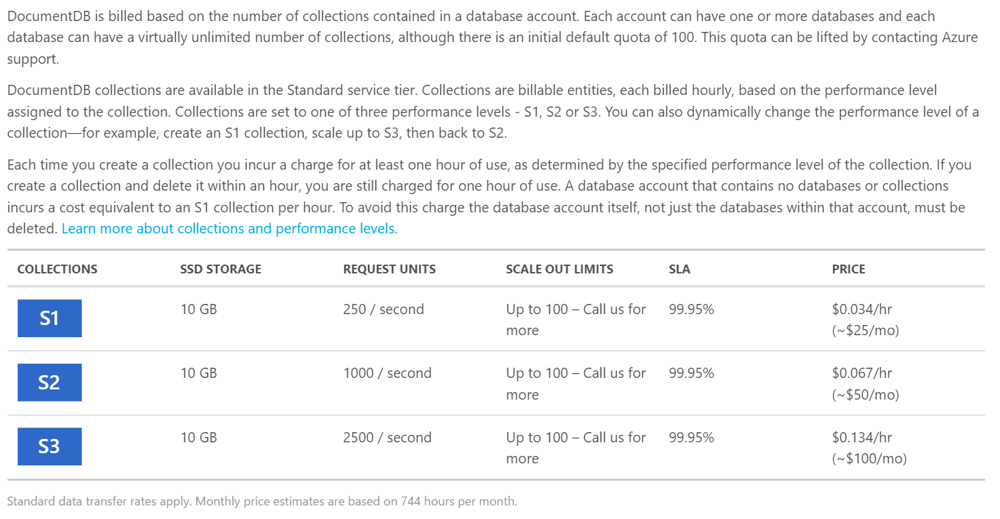 DocumentDB is billed based on the number of collections contained in a database account. Each account can have one or more databases and each
database can have a virtually unlimited number of collections, although there is an initial default quota of 100. This quota can be lifted by contacting Azure
support.
DocumentDB collections are available in the Standard service tier. Collections are billable entities, each billed hourly, based on the performance level
assigned to the collection. Collections are set to one of three performance levels - S1, S2 or S3. You can also dynamically change the performance level of a
collection—for example, create an S1 collection, scale up to S3, then back to S2.
Each time you create a collection you incur a charge for at least one hour of use, as determined by the specified performance level of the collection. If you
create a collection and delete it within an hour, you are still charged for one hour of use. A database account that contains no databases or collections
incurs a cost equivalent to an S1 collection per hour. To avoid this charge the database account itself, not just the databases within that account, must be
deleted. Learn more about collections and performance levels.
COLLECTIONS SSD STORAGE REQUEST UNITS SCALE OUT LIMITS SLA PRICE
S1 10 GB 250 / second Up to 100 – Call us for 99.95% $0.034/hr
more (~$25/mo)
S2 10 GB 1000 / second Up to 100 – Call us for 99.95% $0.067/hr
more (~$50/mo)
S3 10 GB 2500 / second Up to 100 – Call us for 99.95% $0.134/hr
more (~$100/mo)
Standard data transfer rates apply. Monthly price estimates are based on 744 hours per month.